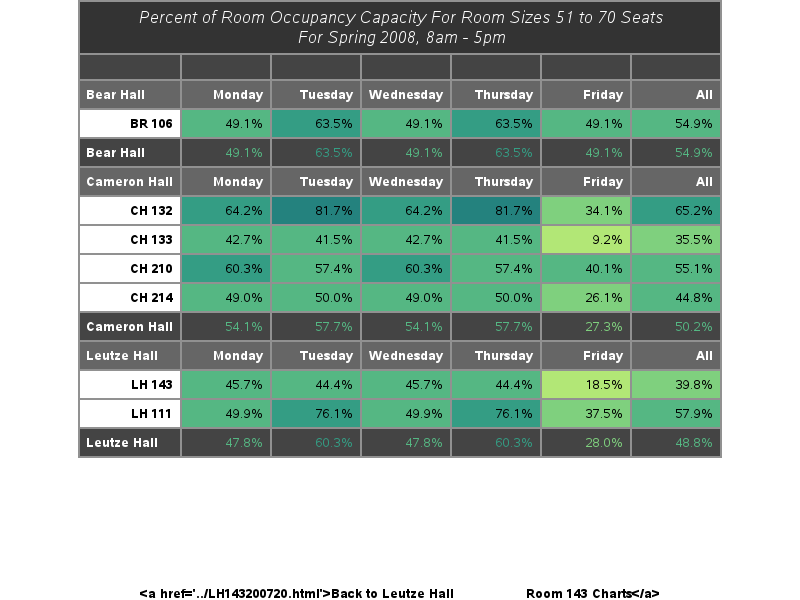 Percent of Room Occupancy Capacity For Room Sizes 51 to 70 Seats
For Spring 2008, 8am - 5pm
Bear Hall Monday Tuesday Wednesday Thursday Friday All
BR 106 49.1% 63.5% 49.1% 63.5% 49.1% 54.9%
Bear Hall 49.1% 63.5% 49.1% 63.5% 49.1% 54.9%
Cameron Hall Monday Tuesday Wednesday Thursday Friday All
CH 132 64.2% 81.7% 64.2% 81.7% 34.1% 65.2%
CH 133 42.7% 41.5% 42.7% 41.5% 9.2% 35.5%
CH 210 60.3% 57.4% 60.3% 57.4% 40.1% 55.1%
CH 214 49.0% 50.0% 49.0% 50.0% 26.1% 44.8%
Cameron Hall 54.1% 57.7% 54.1% 57.7% 27.3% 50.2%
Leutze Hall Monday Tuesday Wednesday Thursday Friday All
LH 143 45.7% 44.4% 45.7% 44.4% 18.5% 39.8%
LH 111 49.9% 76.1% 49.9% 76.1% 37.5% 57.9%
Leutze Hall 47.8% 60.3% 47.8% 60.3% 28.0% 48.8%
<a href='../LH143200720.html'>Back to Leutze Hall Room 143 Charts</a>